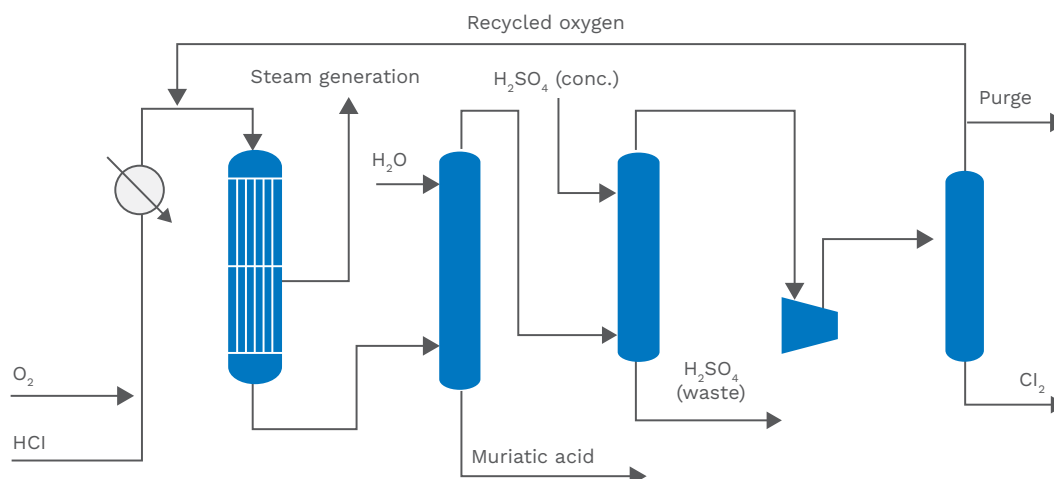 Recycled oxygen
Steam generation
H₂SO₄ (conc.)
Purge
H₂O
O₂
HCl
H₂SO₄
(waste)
Cl₂
Muriatic acid